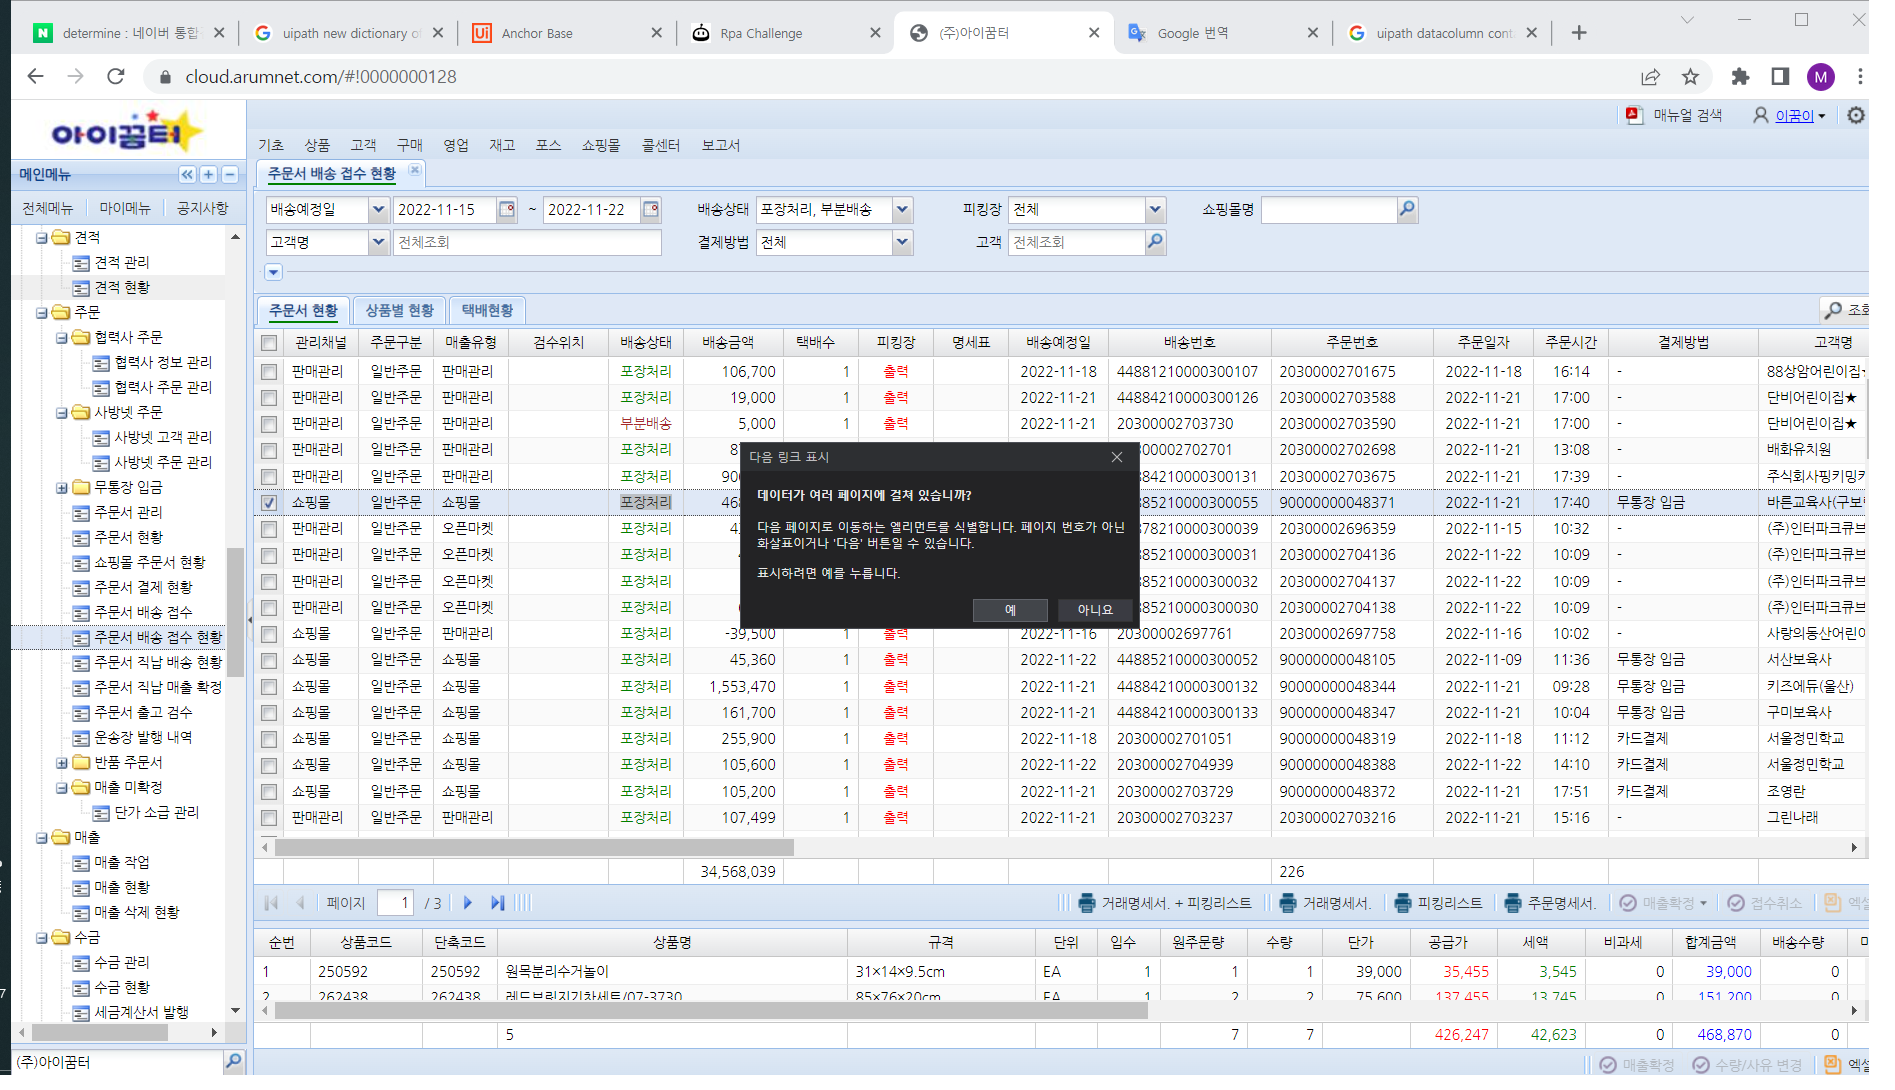 determine : 네이버 통합
uipath new dictionary of
Anchor Base
Rpa Challenge
(주)아이꿈터
Google 번역
uipath datacolumn cont
cloud.arumnet.com/#!0000000128
M
아이꿈터
매뉴얼 검색 이꿈이
기초 상품 고객 구매 영업 재고 포스 쇼핑몰 콜센터 보고서
메인메뉴
전체메뉴 마이메뉴 공지사항
견적
견적 관리
견적 현황
주문
협력사 주문
협력사 정보 관리
협력사 주문 관리
사방넷 주문
사방넷 고객 관리
사방넷 주문 관리
무통장 입금
주문서 관리
주문서 현황
쇼핑몰 주문서 현황
주문서 결제 현황
주문서 배송 접수
주문서 배송 접수 현황
주문서 직납 배송 현황
주문서 직납 매출 확정
주문서 출고 검수
운송장 발행 내역
반품 주문서
매출 미확정
단가 소급 관리
매출
매출 작업
매출 현황
매출 삭제 현황
수금
수금 관리
수금 현황
세금계산서 발행
(주)아이꿈터
주문서 배송 접수 현황
배송예정일 2022-11-15 ~ 2022-11-22 배송상태 포장처리, 부분배송 피킹장 전체 쇼핑몰명
고객명 전체조회 결제방법 전체 고객 전체조회
주문서 현황 상품별 현황 택배현황
관리채널 주문구분 매출유형 검수위치 배송상태 배송금액 택배수 피킹장 명세표 배송예정일 배송번호 주문번호 주문일자 주문시간 결제방법 고객명
판매관리 일반주문 판매관리 포장처리 106,700 1 출력 2022-11-18 44881210000300107 20300002701675 2022-11-18 16:14 - 88상암어린이집
판매관리 일반주문 판매관리 포장처리 19,000 1 출력 2022-11-21 44884210000300126 20300002703588 2022-11-21 17:00 - 단비어린이집★
판매관리 일반주문 판매관리 부분배송 5,000 1 출력 2022-11-21 20300002703730 20300002703590 2022-11-21 17:00 - 단비어린이집★
판매관리 일반주문 판매관리 포장처리 300002702701 20300002702698 2022-11-21 13:08 - 배화유치원
판매관리 일반주문 판매관리 포장처리 84210000300131 20300002703675 2022-11-21 17:39 - 주식회사핑키밍키
쇼핑몰 일반주문 쇼핑몰 포장처리 85210000300055 90000000048371 2022-11-21 17:40 무통장 입금 바른교육사(구보
판매관리 일반주문 오픈마켓 포장처리 78210000300039 20300002696359 2022-11-15 10:32 - (주)인터파크큐브
판매관리 일반주문 오픈마켓 포장처리 85210000300031 20300002704136 2022-11-22 10:09 - (주)인터파크큐브
판매관리 일반주문 오픈마켓 포장처리 85210000300032 20300002704137 2022-11-22 10:09 - (주)인터파크큐브
판매관리 일반주문 오픈마켓 포장처리 85210000300030 20300002704138 2022-11-22 10:09 - (주)인터파크큐브
쇼핑몰 일반주문 판매관리 포장처리 -39,500 1 출력 2022-11-16 20300002697761 20300002697758 2022-11-16 10:02 - 사랑의동산어린이
쇼핑몰 일반주문 쇼핑몰 포장처리 45,360 1 출력 2022-11-22 44885210000300052 90000000048105 2022-11-09 11:36 무통장 입금 서산보육사
쇼핑몰 일반주문 쇼핑몰 포장처리 1,553,470 1 출력 2022-11-21 44884210000300132 90000000048344 2022-11-21 09:28 무통장 입금 키즈에듀(울산)
쇼핑몰 일반주문 쇼핑몰 포장처리 161,700 1 출력 2022-11-21 44884210000300133 90000000048347 2022-11-21 10:04 무통장 입금 구미보육사
쇼핑몰 일반주문 쇼핑몰 포장처리 255,900 1 출력 2022-11-18 20300002701051 90000000048319 2022-11-18 11:12 카드결제 서울정민학교
쇼핑몰 일반주문 쇼핑몰 포장처리 105,600 1 출력 2022-11-22 20300002704939 90000000048388 2022-11-22 14:10 카드결제 서울정민학교
쇼핑몰 일반주문 쇼핑몰 포장처리 105,200 1 출력 2022-11-21 20300002703729 90000000048372 2022-11-21 17:51 카드결제 조영란
판매관리 일반주문 판매관리 포장처리 107,499 1 출력 2022-11-21 20300002703237 20300002703216 2022-11-21 15:16 - 그린나래
34,568,039 226
다음 링크 표시
데이터가 여러 페이지에 걸쳐 있습니까?
다음 페이지로 이동하는 엘리먼트를 식별합니다. 페이지 번호가 아닌
화살표이거나 '다음' 버튼일 수 있습니다.
표시하려면 예를 누릅니다.
예 아니요
페이지 1 / 3 거래명세서. + 피킹리스트 거래명세서. 피킹리스트 주문명세서. 매출확정 접수취소
순번 상품코드 단축코드 상품명 규격 단위 입수 원주문량 수량 단가 공급가 세액 비과세 합계금액 배송수량
1 250592 250592 원목분리수거놀이 31×14×9.5cm EA 1 1 1 39,000 35,455 3,545 0 39,000 0
2 262438 262438 레드브릿지기차세트/07-3730 85×76×20cm EA 1 2 2 75,600 137,455 13,745 0 151,200 0
5 7 7 426,247 42,623 0 468,870 0
매출확정 수량/사유 변경